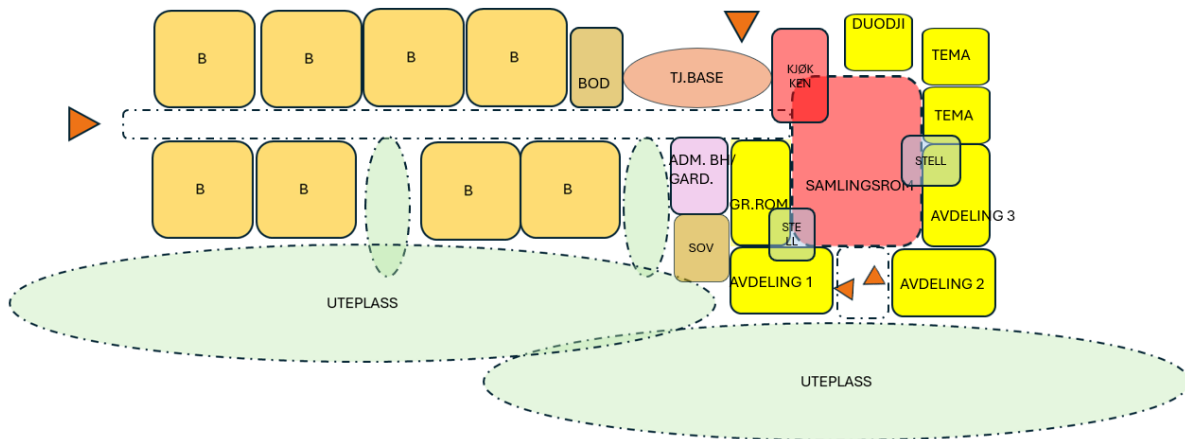 B
B
B
B
BOD
TJ.BASE
KJØK
KEN
DUODJI
TEMA
TEMA
STELL
SAMLINGSROM
AVDELING 3
B
B
B
B
ADM. BH/
GARD.
GR.ROM
SOV
STE
LL
AVDELING 1
AVDELING 2
UTEPLASS
UTEPLASS